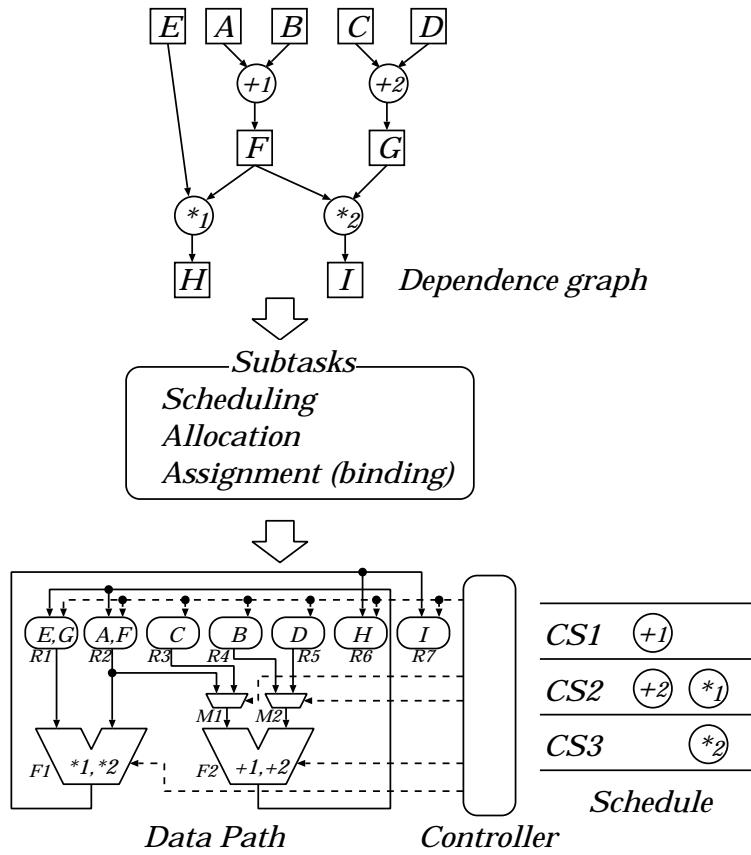 E A B C D
+1 +2
F G
*1 *2
H I Dependence graph
Subtasks
Scheduling
Allocation
Assignment (binding)
E,G A,F C B D H I
R1 R2 R3 R4 R5 R6 R7
CS1 +1
CS2 +2 *1
M1 M2
F1 *1,*2 F2 +1,+2
CS3 *2
Schedule
Data Path Controller